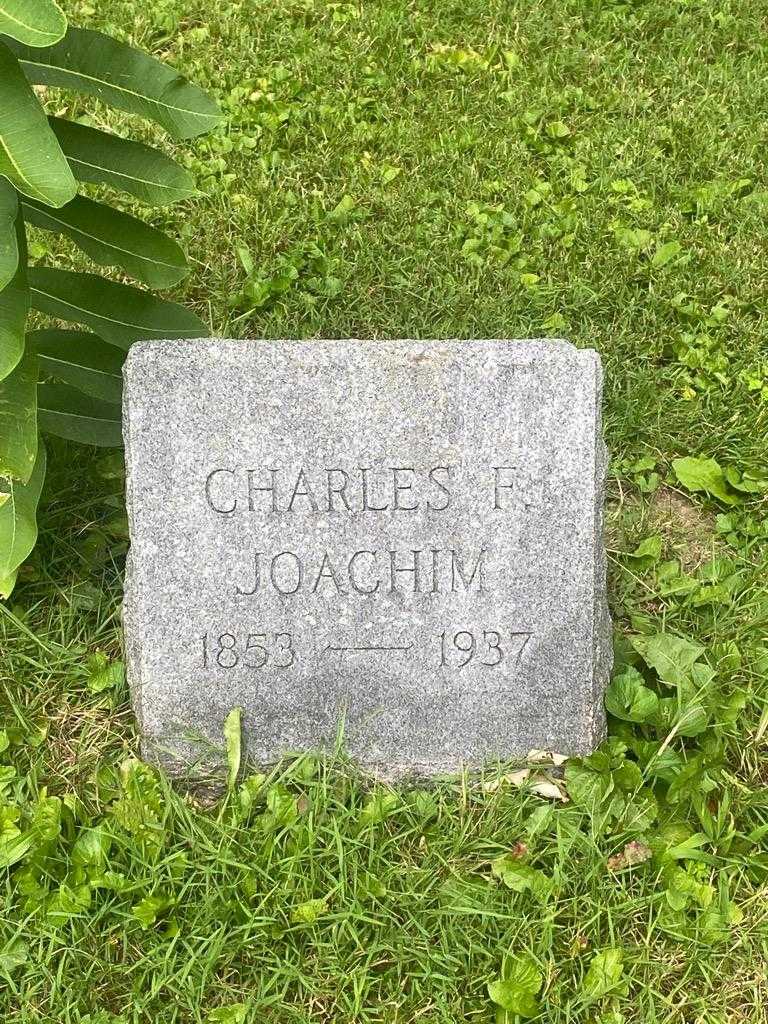 CHARLES F.
JOACHIM
1853 — 1937